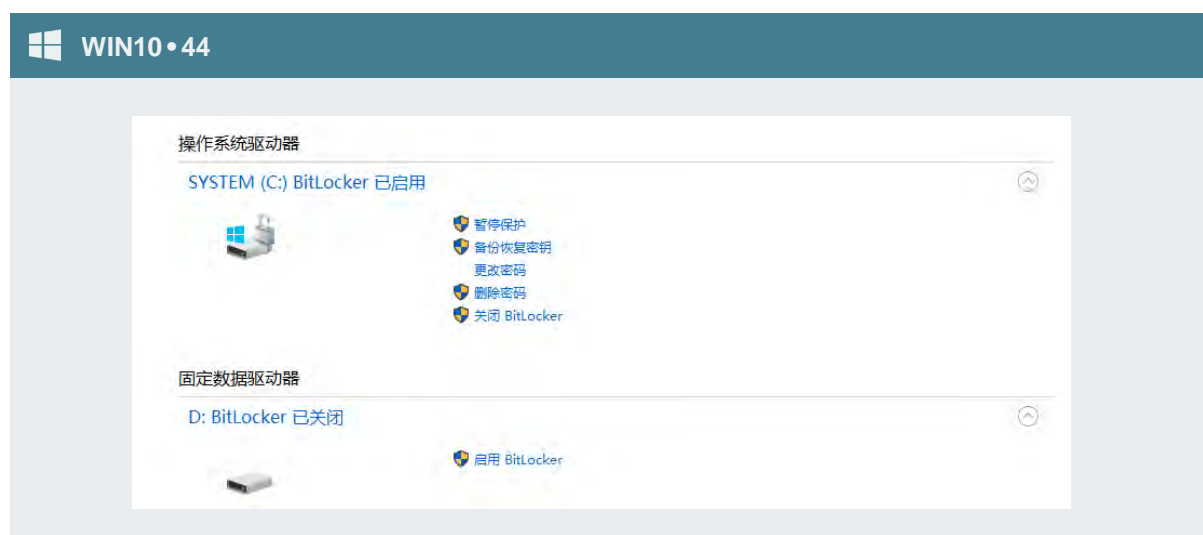 WIN10•44
操作系统驱动器
SYSTEM (C:) BitLocker 已启用
暂停保护
备份恢复密钥
更改密码
删除密码
关闭 BitLocker
固定数据驱动器
D: BitLocker 已关闭
启用 BitLocker